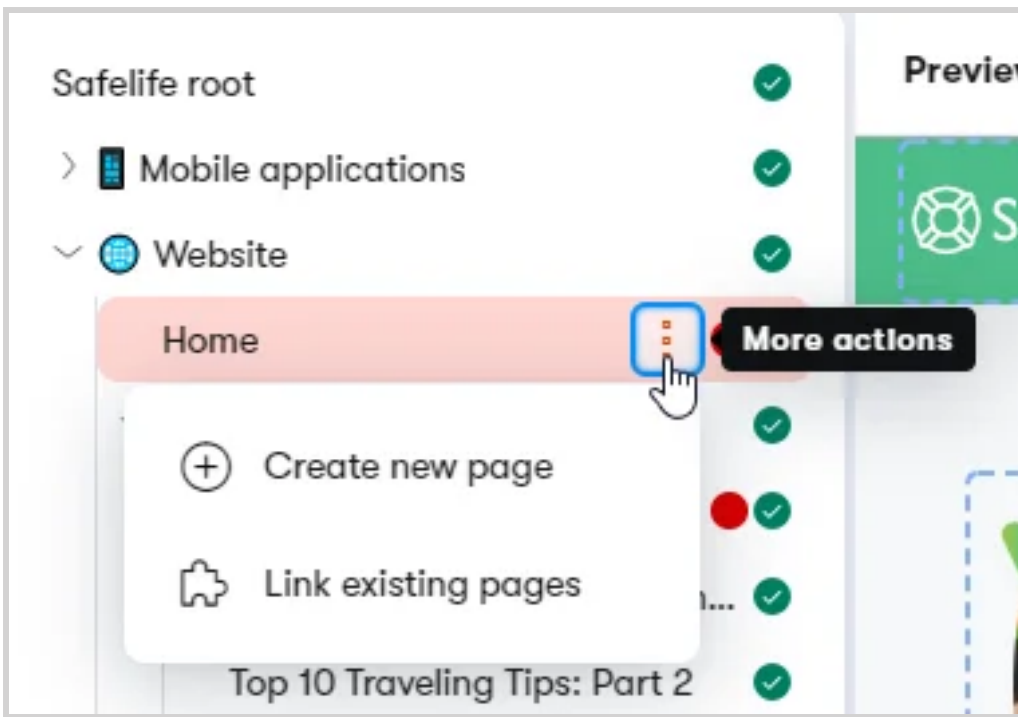 Safelife root
Preview
Mobile applications
S
Website
Home
More actions
Create new page
Link existing pages
...
Top 10 Traveling Tips: Part 2